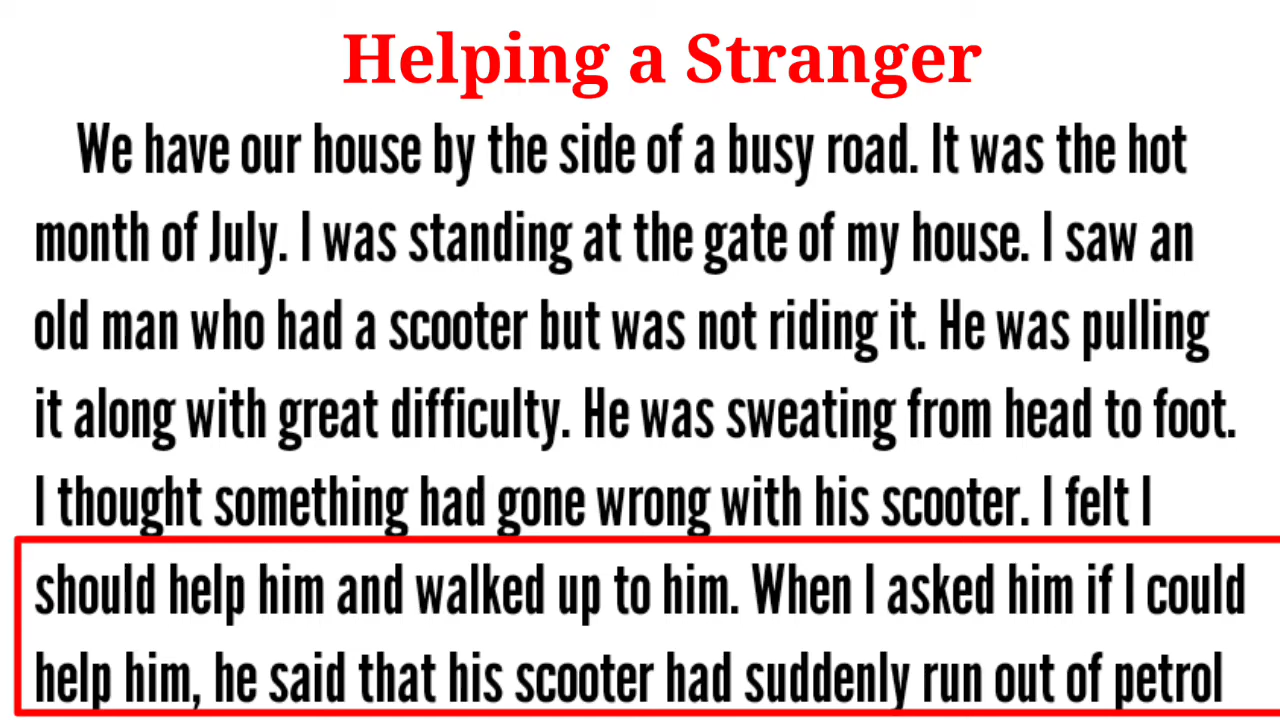 Helping a Stranger
We have our house by the side of a busy road. It was the hot
month of July. I was standing at the gate of my house. I saw an
old man who had a scooter but was not riding it. He was pulling
it along with great difficulty. He was sweating from head to foot.
I thought something had gone wrong with his scooter. I felt I
should help him and walked up to him. When I asked him if I could
help him, he said that his scooter had suddenly run out of petrol